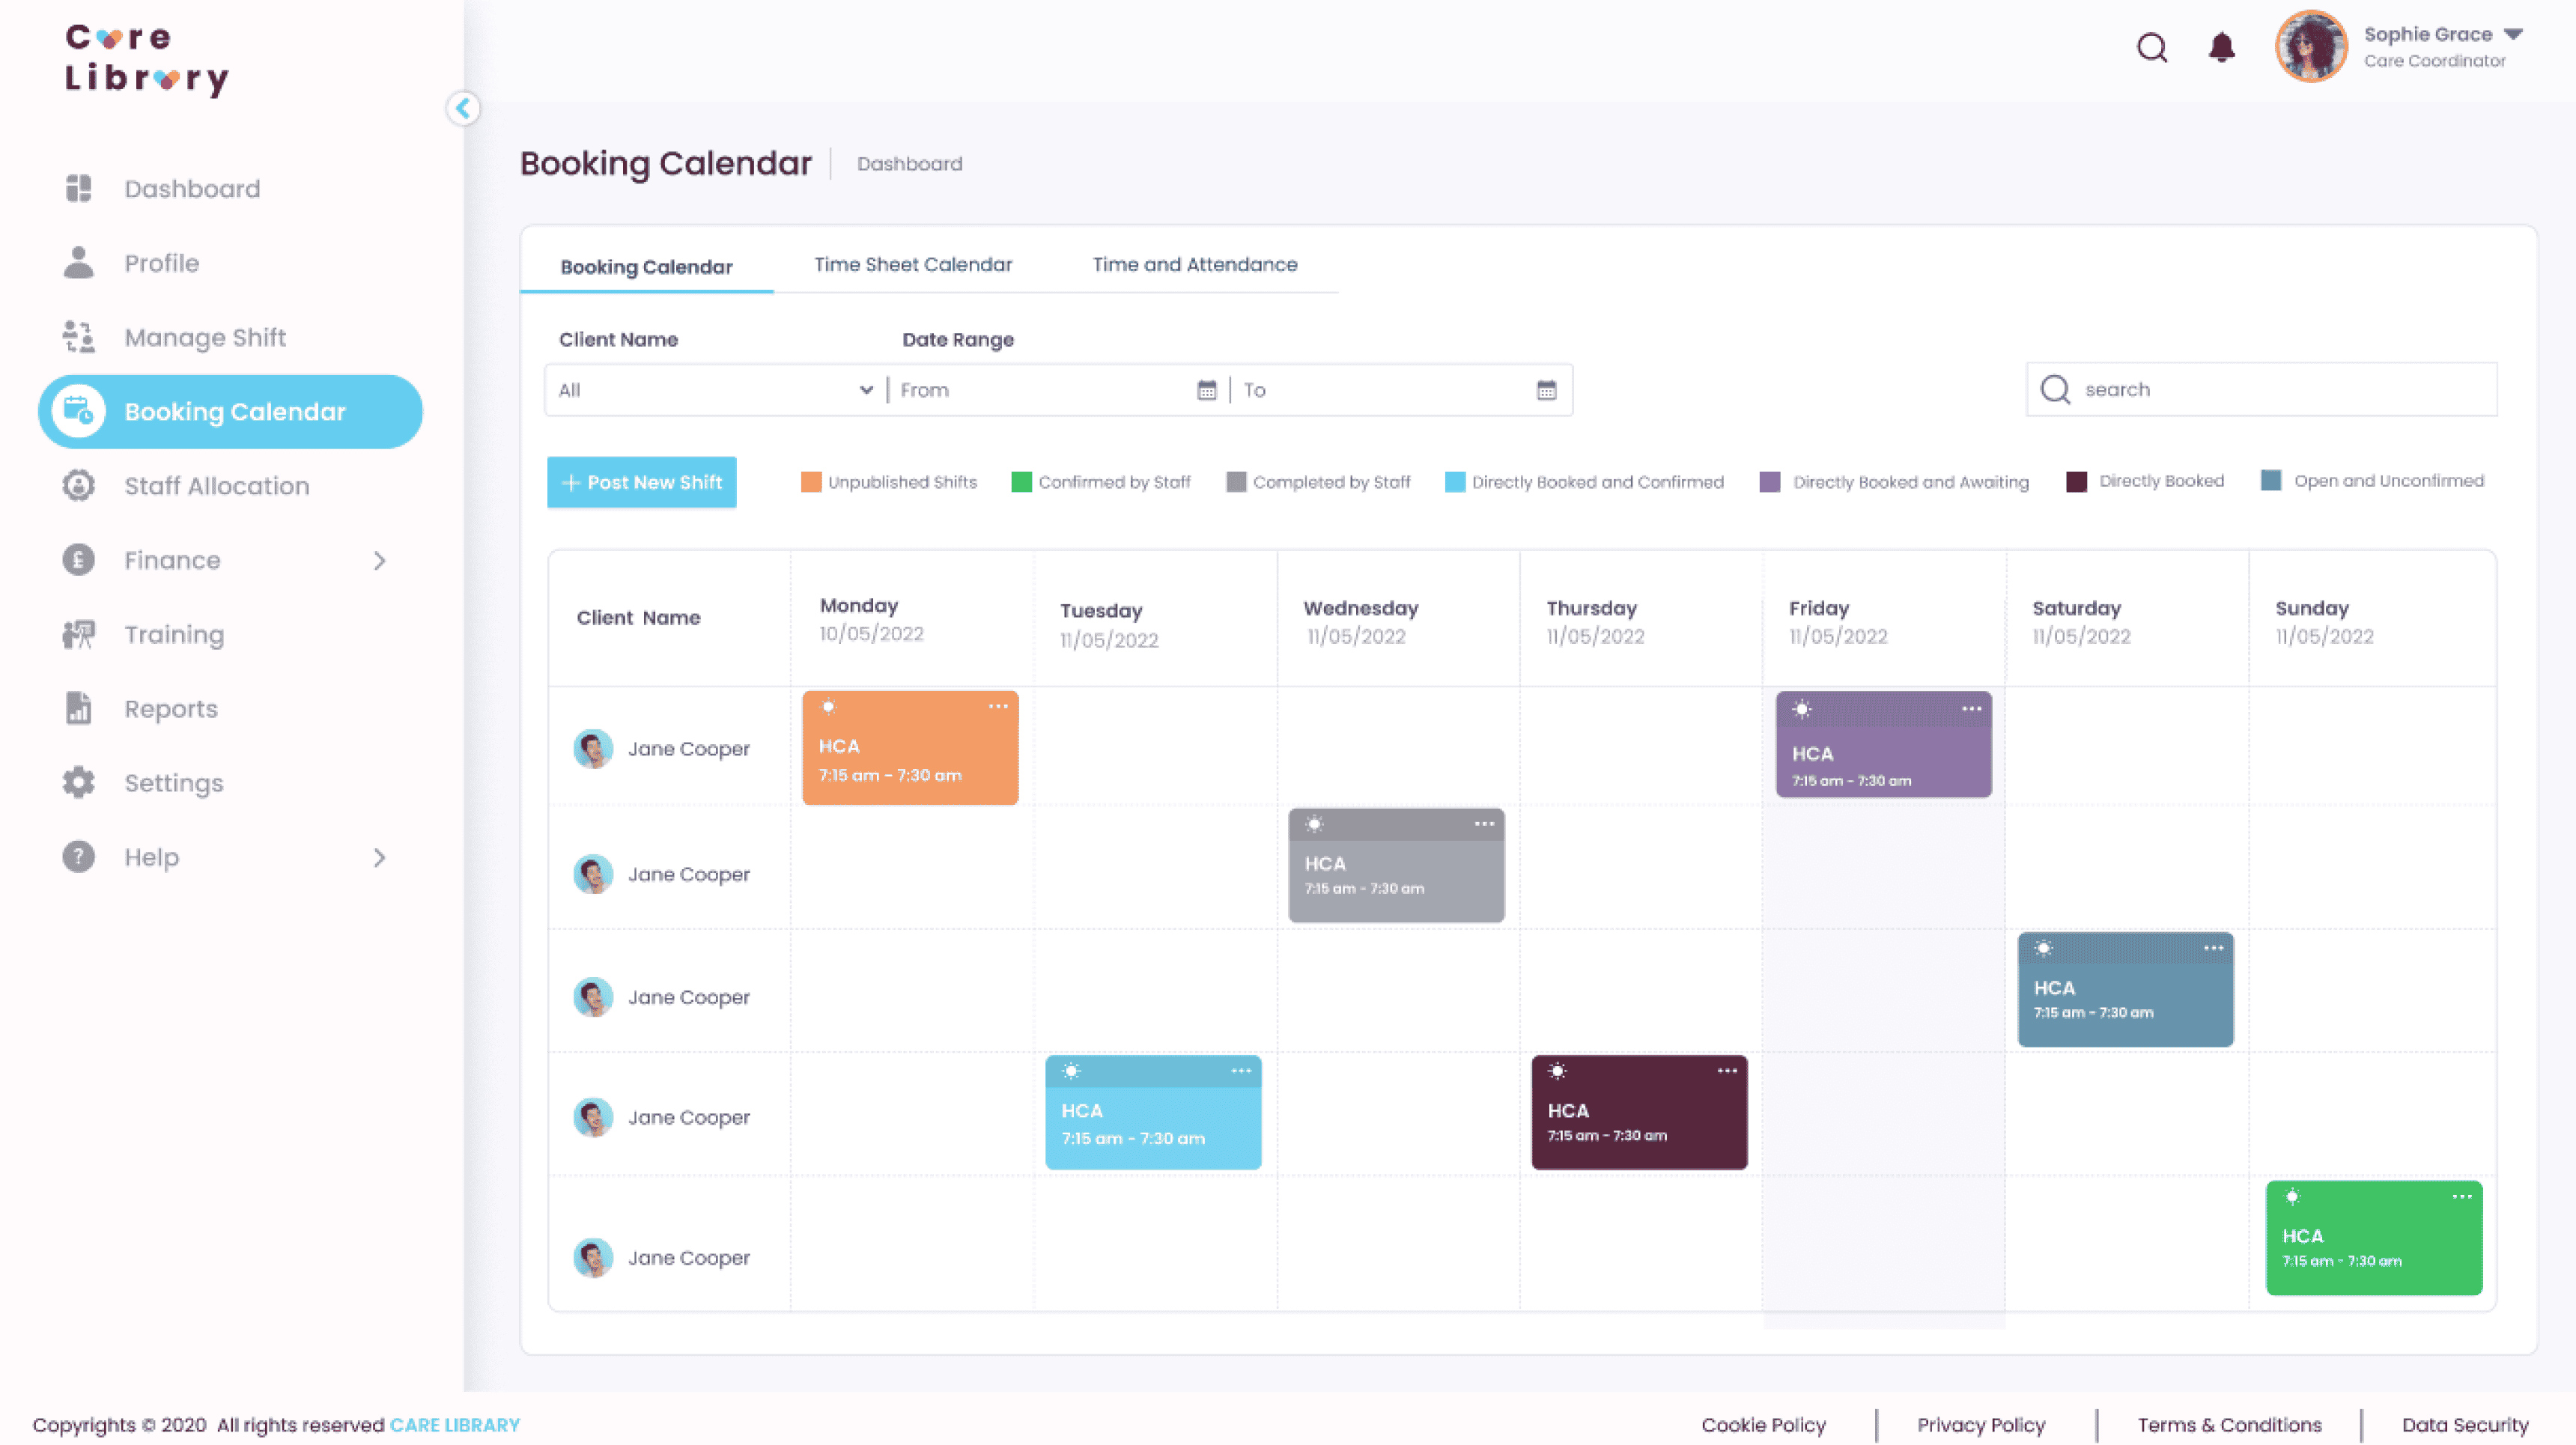 Care
Library
Sophie Grace
Care Coordinator
Dashboard
Profile
Manage Shift
Booking Calendar
Staff Allocation
Finance
Training
Reports
Settings
Help
Booking Calendar
Dashboard
Booking Calendar
Time Sheet Calendar
Time and Attendance
Client Name
Date Range
All
From
To
search
+ Post New Shift
Unpublished Shifts
Confirmed by Staff
Completed by Staff
Directly Booked and Confirmed
Directly Booked and Awaiting
Directly Booked
Open and Unconfirmed
Client Name
Monday
10/05/2022
Tuesday
11/05/2022
Wednesday
11/05/2022
Thursday
11/05/2022
Friday
11/05/2022
Saturday
11/05/2022
Sunday
11/05/2022
Jane Cooper
HCA
7:15 am - 7:30 am
HCA
7:15 am - 7:30 am
Jane Cooper
HCA
7:15 am - 7:30 am
Jane Cooper
HCA
7:15 am - 7:30 am
Jane Cooper
HCA
7:15 am - 7:30 am
HCA
7:15 am - 7:30 am
Jane Cooper
HCA
7:15 am - 7:30 am
Copyrights © 2020 All rights reserved CARE LIBRARY
Cookie Policy
Privacy Policy
Terms & Conditions
Data Security